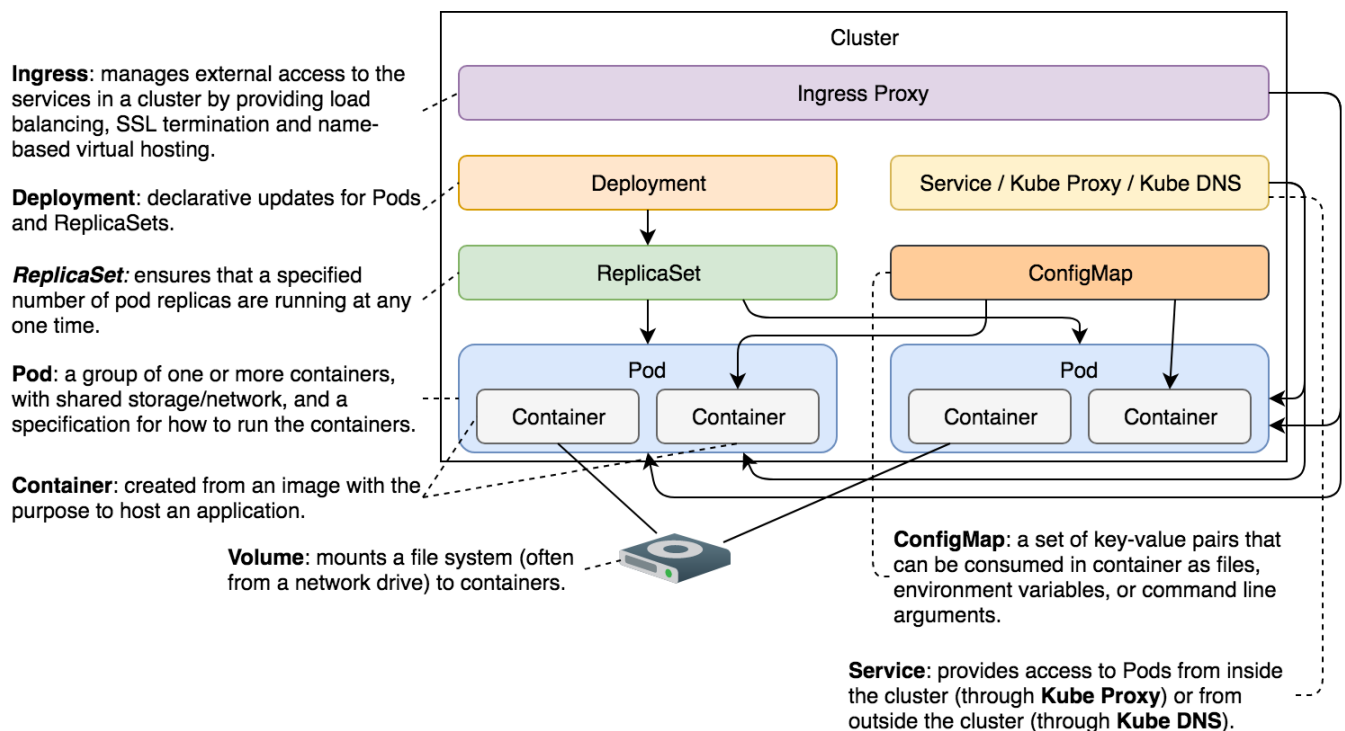 Cluster
Ingress: manages external access to the
services in a cluster by providing load
balancing, SSL termination and name-
based virtual hosting.
Ingress Proxy
Deployment: declarative updates for Pods
and ReplicaSets.
Deployment
Service / Kube Proxy / Kube DNS
ReplicaSet: ensures that a specified
number of pod replicas are running at any
one time.
ReplicaSet
ConfigMap
Pod: a group of one or more containers,
with shared storage/network, and a
specification for how to run the containers.
Pod
Container
Container
Pod
Container
Container
Container: created from an image with the
purpose to host an application.
Volume: mounts a file system (often
from a network drive) to containers.
ConfigMap: a set of key-value pairs that
can be consumed in container as files,
environment variables, or command line
arguments.
Service: provides access to Pods from inside
the cluster (through Kube Proxy) or from
outside the cluster (through Kube DNS).